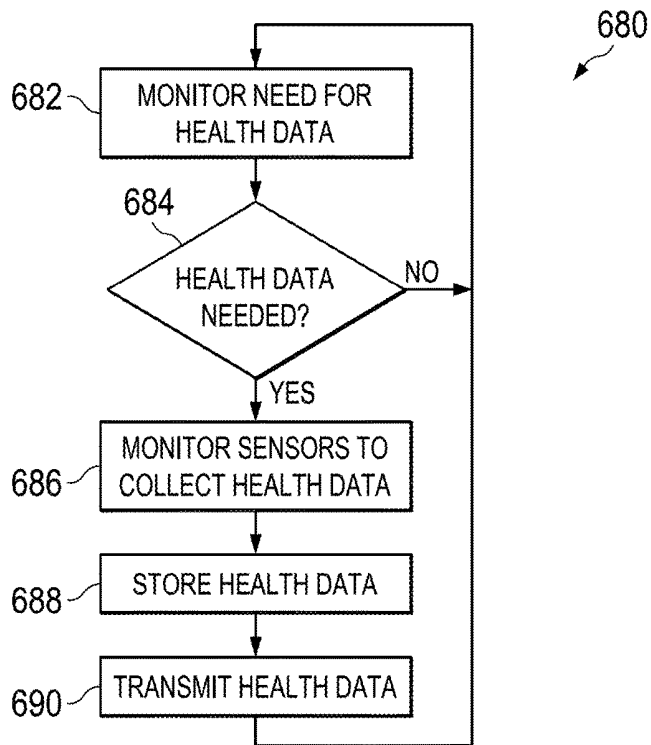 680
682
MONITOR NEED FOR
HEALTH DATA
684
HEALTH DATA
NEEDED?
NO
YES
686
MONITOR SENSORS TO
COLLECT HEALTH DATA
688
STORE HEALTH DATA
690
TRANSMIT HEALTH DATA